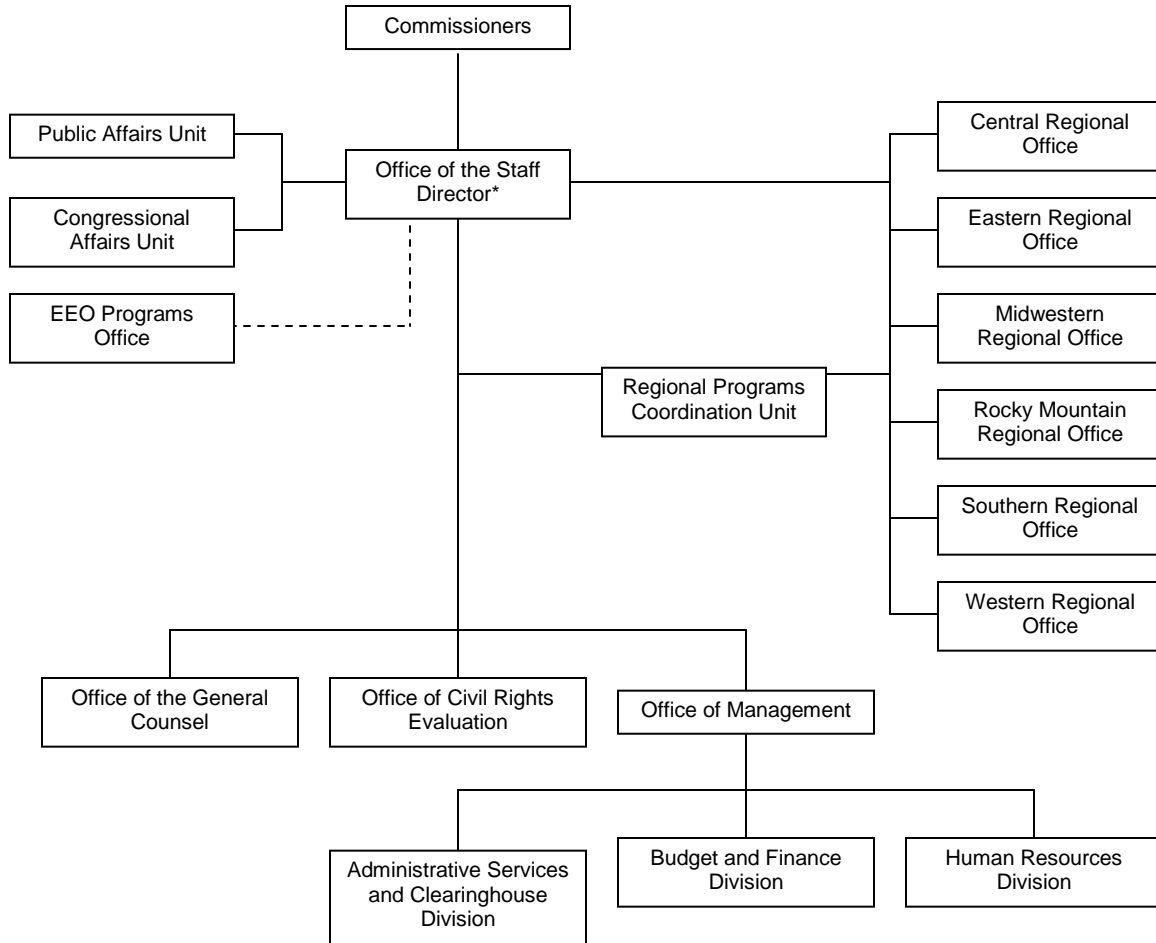 Commissioners
Public Affairs Unit
Central Regional
Office
Office of the Staff
Director*
Congressional
Affairs Unit
Eastern Regional
Office
EEO Programs
Office
Midwestern
Regional Office
Regional Programs
Coordination Unit
Rocky Mountain
Regional Office
Southern Regional
Office
Western Regional
Office
Office of the General
Counsel
Office of Civil Rights
Evaluation
Office of Management
Administrative Services
and Clearinghouse
Division
Budget and Finance
Division
Human Resources
Division